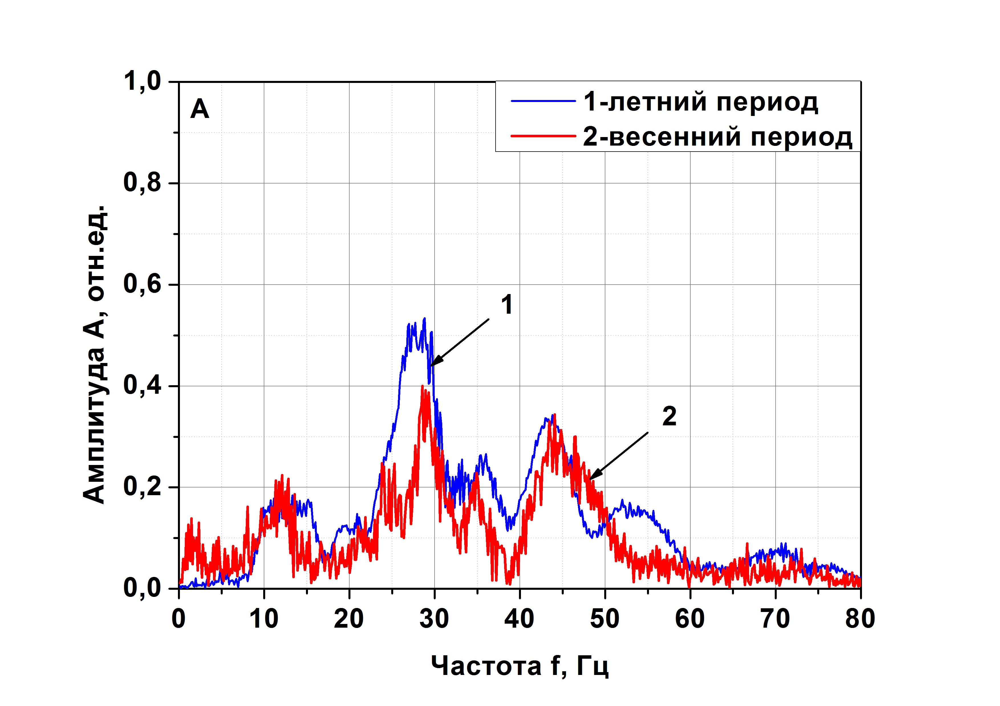 1,0
0,8
0,6
0,4
0,2
0,0
A
1-летний период
2-весенний период
1
2
Амплитуда А, отн.ед.
0 10 20 30 40 50 60 70 80
Частота f, Гц